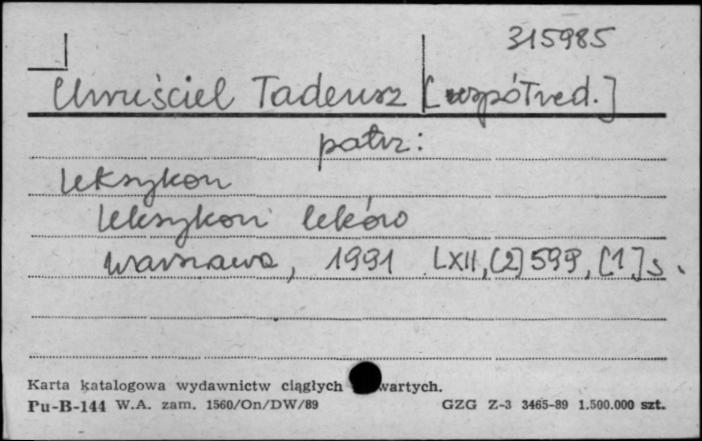 315985
Chruściel Tadeusz [współred.]
patrz:
leksykon
Leksykon leków
Warszawa, 1991 LXII, [2] 599, [1] s.
Karta katalogowa wydawnictw ciągłych wartych.
Pu-B-144 W.A. zam. 1560/On/DW/89 GZG Z-3 3465-89 1.500.000 szt.